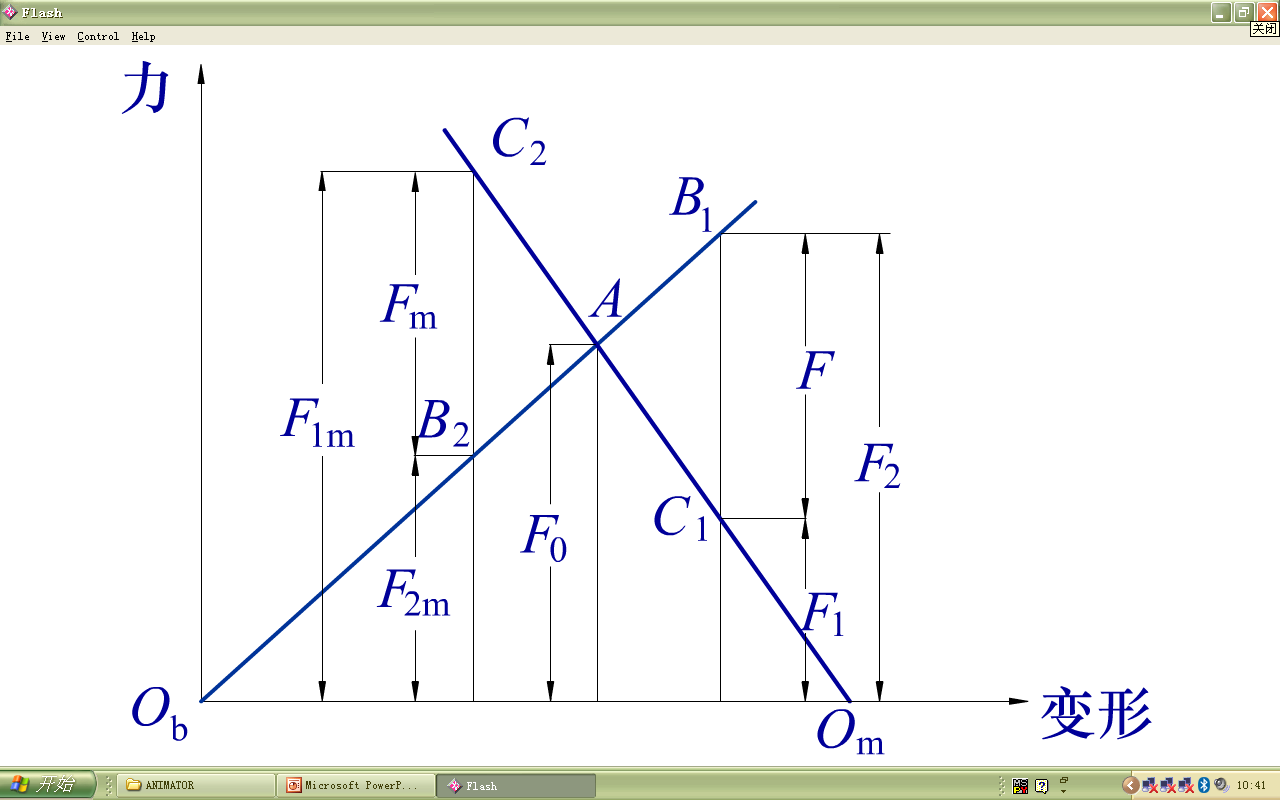 Flash
关闭
File View Control Help
力
C2
B1
A
Fm
F
F1m
B2
F2
C1
F0
F2m
F1
Ob
Om
变形
开始
ANIMATOR
Microsoft PowerP...
Flash
10:41